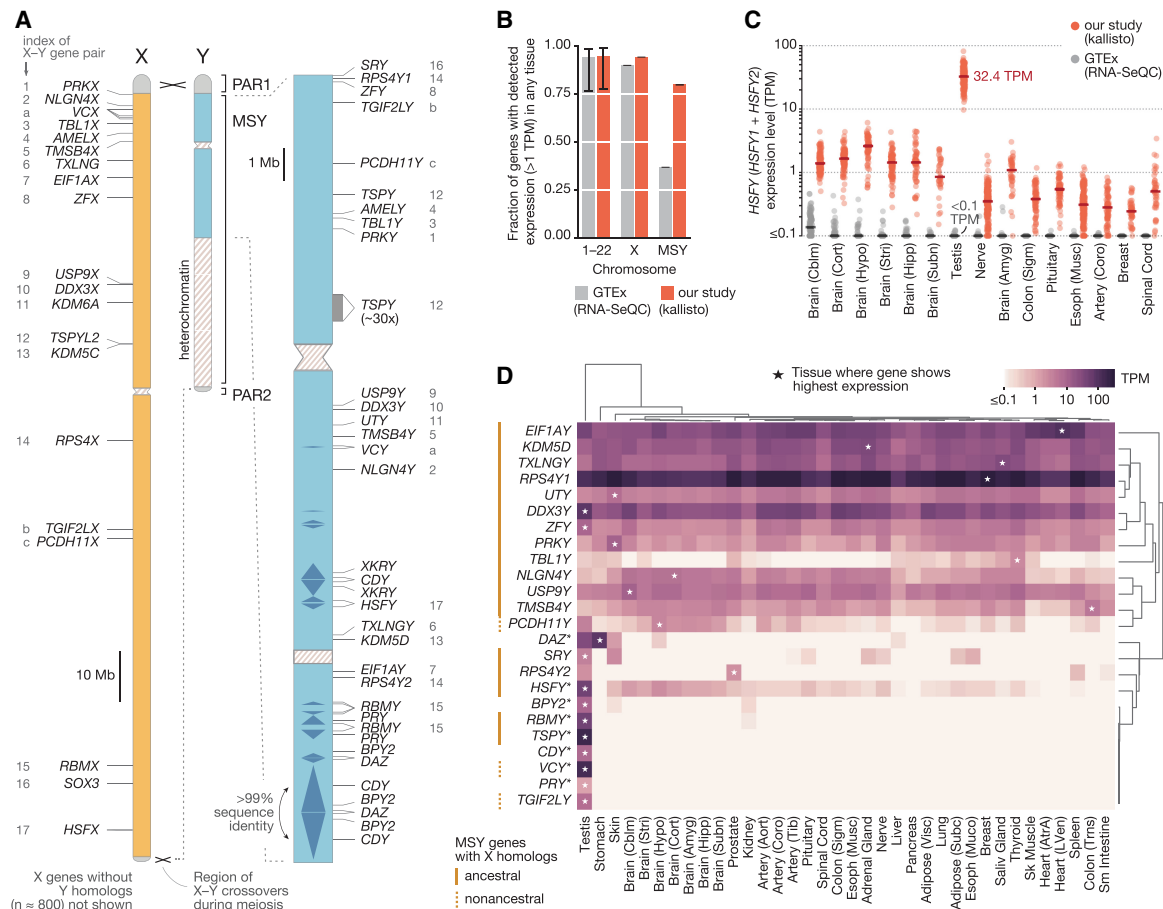 A
index of
X–Y gene pair
X
Y
1 PRKX
2 NLGN4X
a VCX
3 TBL1X
4 AMELX
5 TMSB4X
6 TXLNG
7 EIF1AX
8 ZFX
9 USP9X
10 DDX3X
11 KDM6A
12 TSPYL2
13 KDM5C
14 RPS4X
b TGIF2LX
c PCDH11X
10 Mb
15 RBMX
16 SOX3
17 HSFX
X genes without
Y homologs
(n ≈ 800) not shown
Region of
X–Y crossovers
during meiosis
PAR1
MSY
heterochromatin
PAR2
1 Mb
>99%
sequence
identity
SRY 16
RPS4Y1 14
ZFY 8
TGIF2LY b
PCDH11Y c
TSPY 12
AMELY 4
TBL1Y 3
PRKY 1
TSPY 12
(~30x)
USP9Y 9
DDX3Y 10
UTY 11
TMSB4Y 5
VCY a
NLGN4Y 2
XKRY
CDY
XKRY
HSFY 17
TXLNGY 6
KDM5D 13
EIF1AY 7
RPS4Y2 14
RBMY 15
PRY
RBMY 15
PRY
BPY2
DAZ
CDY
BPY2
DAZ
BPY2
CDY
B
Fraction of genes with detected
expression (>1 TPM) in any tissue
1.00
0.75
0.50
0.25
0.00
1–22
X
MSY
Chromosome
GTEx
(RNA-SeQC)
our study
(kallisto)
C
our study
(kallisto)
GTEx
(RNA-SeQC)
HSFY (HSFY1 + HSFY2)
expression level (TPM)
100
10
1
≤0.1
32.4 TPM
<0.1
TPM
Brain (Cblm)
Brain (Cort)
Brain (Hypo)
Brain (Stri)
Brain (Hipp)
Brain (Subn)
Testis
Nerve
Brain (Amyg)
Colon (Sigm)
Pituitary
Esoph (Musc)
Artery (Coro)
Breast
Spinal Cord
D
★ Tissue where gene shows
highest expression
TPM
≤0.1
1
10
100
EIF1AY
KDM5D
TXLNGY
RPS4Y1
UTY
DDX3Y
ZFY
PRKY
TBL1Y
NLGN4Y
USP9Y
TMSB4Y
PCDH11Y
DAZ*
SRY
RPS4Y2
HSFY*
BPY2*
RBMY*
TSPY*
CDY*
VCY*
PRY*
TGIF2LY
MSY genes
with X homologs
ancestral
nonancestral
Testis
Stomach
Skin
Brain (Cblm)
Brain (Stri)
Brain (Hypo)
Brain (Cort)
Brain (Amyg)
Brain (Hipp)
Brain (Subn)
Prostate
Kidney
Artery (Aort)
Artery (Coro)
Artery (Tib)
Pituitary
Spinal Cord
Colon (Sigm)
Esoph (Musc)
Adrenal Gland
Nerve
Liver
Pancreas
Adipose (Visc)
Lung
Adipose (Subc)
Esoph (Muco)
Breast
Saliv Gland
Thyroid
Sk Muscle
Heart (AtrA)
Heart (LVen)
Spleen
Colon (Trns)
Sm Intestine